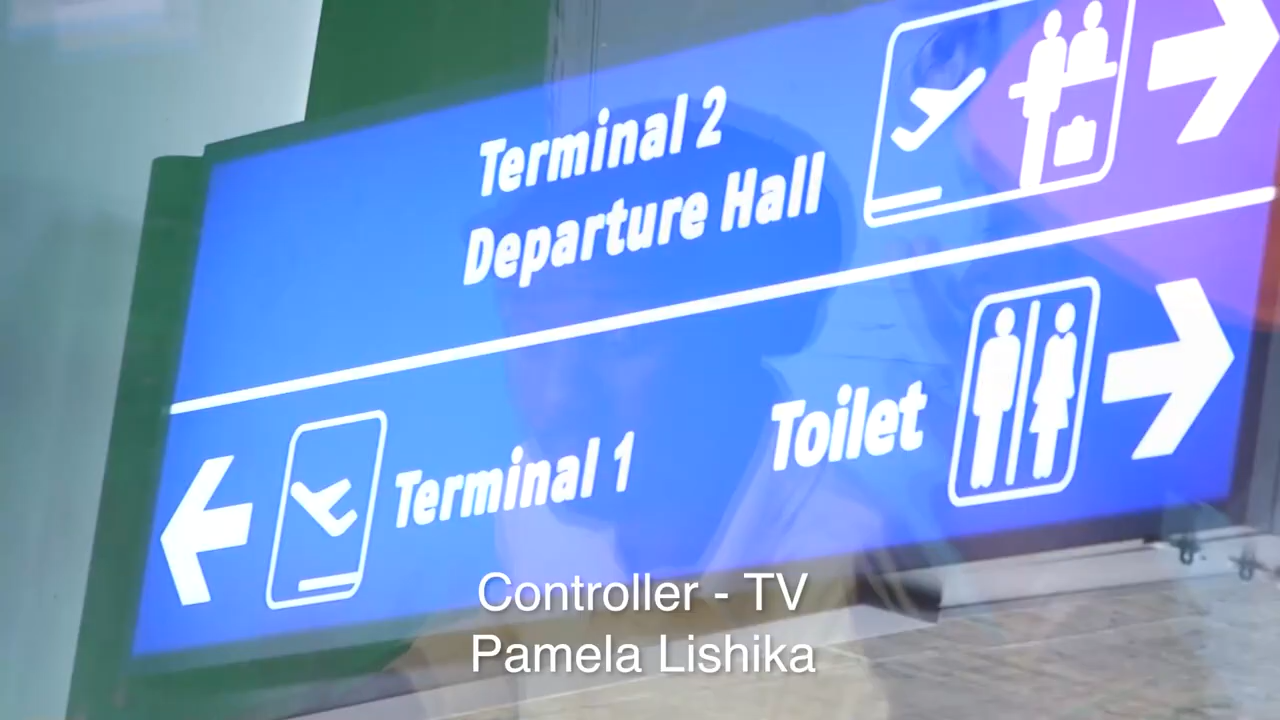 Terminal 2
Departure Hall
Terminal 1
Toilet
Controller - TV
Pamela Lishika